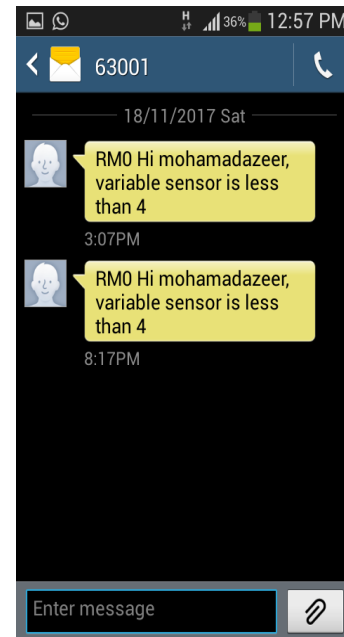 H 36% 12:57 PM
63001
18/11/2017 Sat
RM0 Hi mohamadazeer,
variable sensor is less
than 4
3:07PM
RM0 Hi mohamadazeer,
variable sensor is less
than 4
8:17PM
Enter message